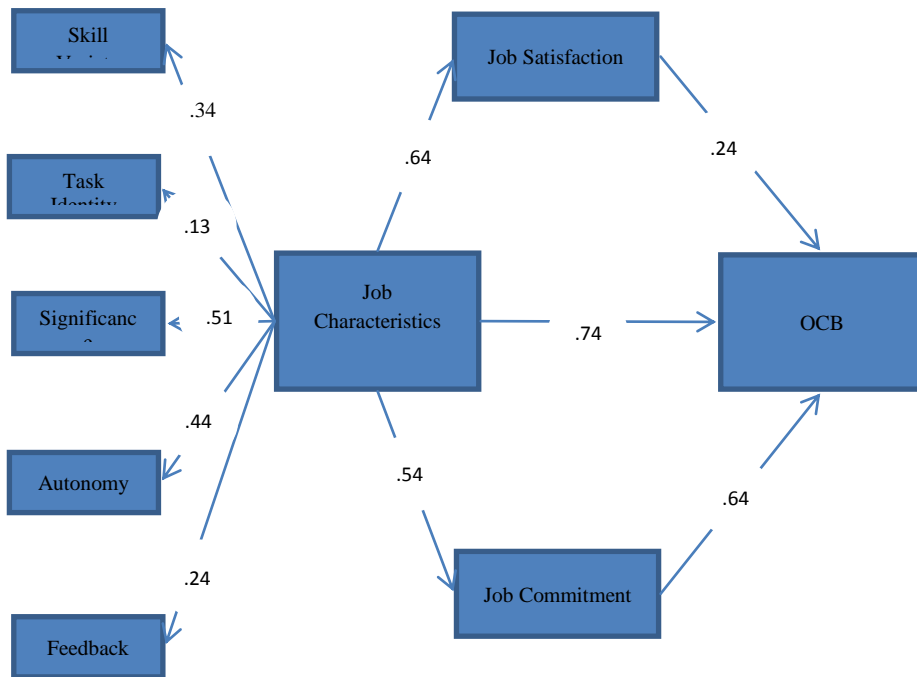 Skill
Job Satisfaction
.34
.64
.24
Task
Identity
.13
Job
Characteristics
Significanc
.51
.74
OCB
.44
Autonomy
.54
.64
.24
Job Commitment
Feedback